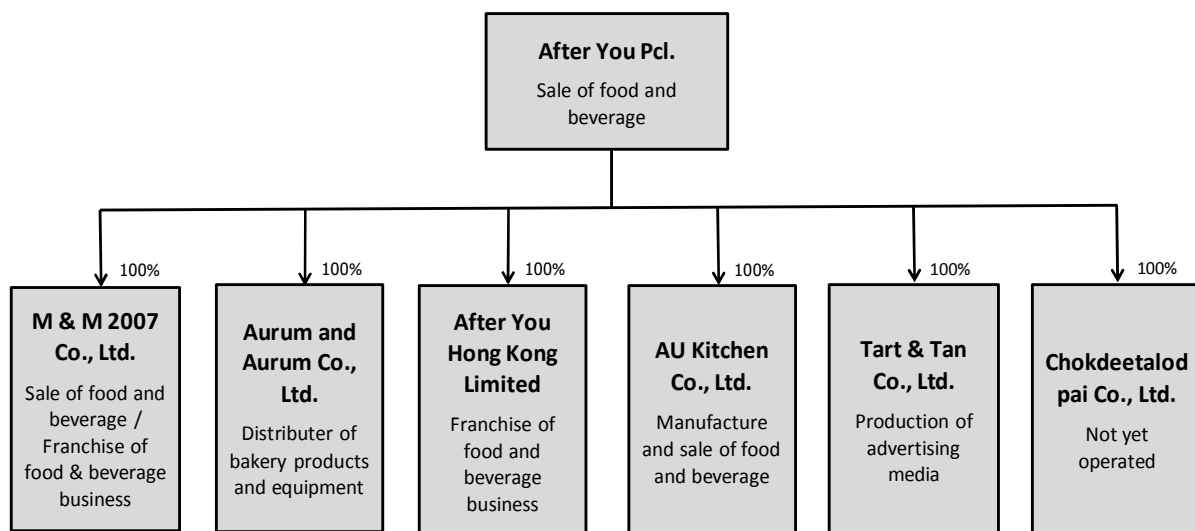 After You Pcl.
Sale of food and
beverage
100%
100%
100%
100%
100%
100%
M & M 2007
Co., Ltd.
Sale of food and
beverage /
Franchise of
food & beverage
business
Aurum and
Aurum Co.,
Ltd.
Distributer of
bakery products
and equipment
After You
Hong Kong
Limited
Franchise of
food and
beverage
business
AU Kitchen
Co., Ltd.
Manufacture
and sale of food
and beverage
Tart & Tan
Co., Ltd.
Production of
advertising
media
Chokdeetalod
pai Co., Ltd.
Not yet
operated